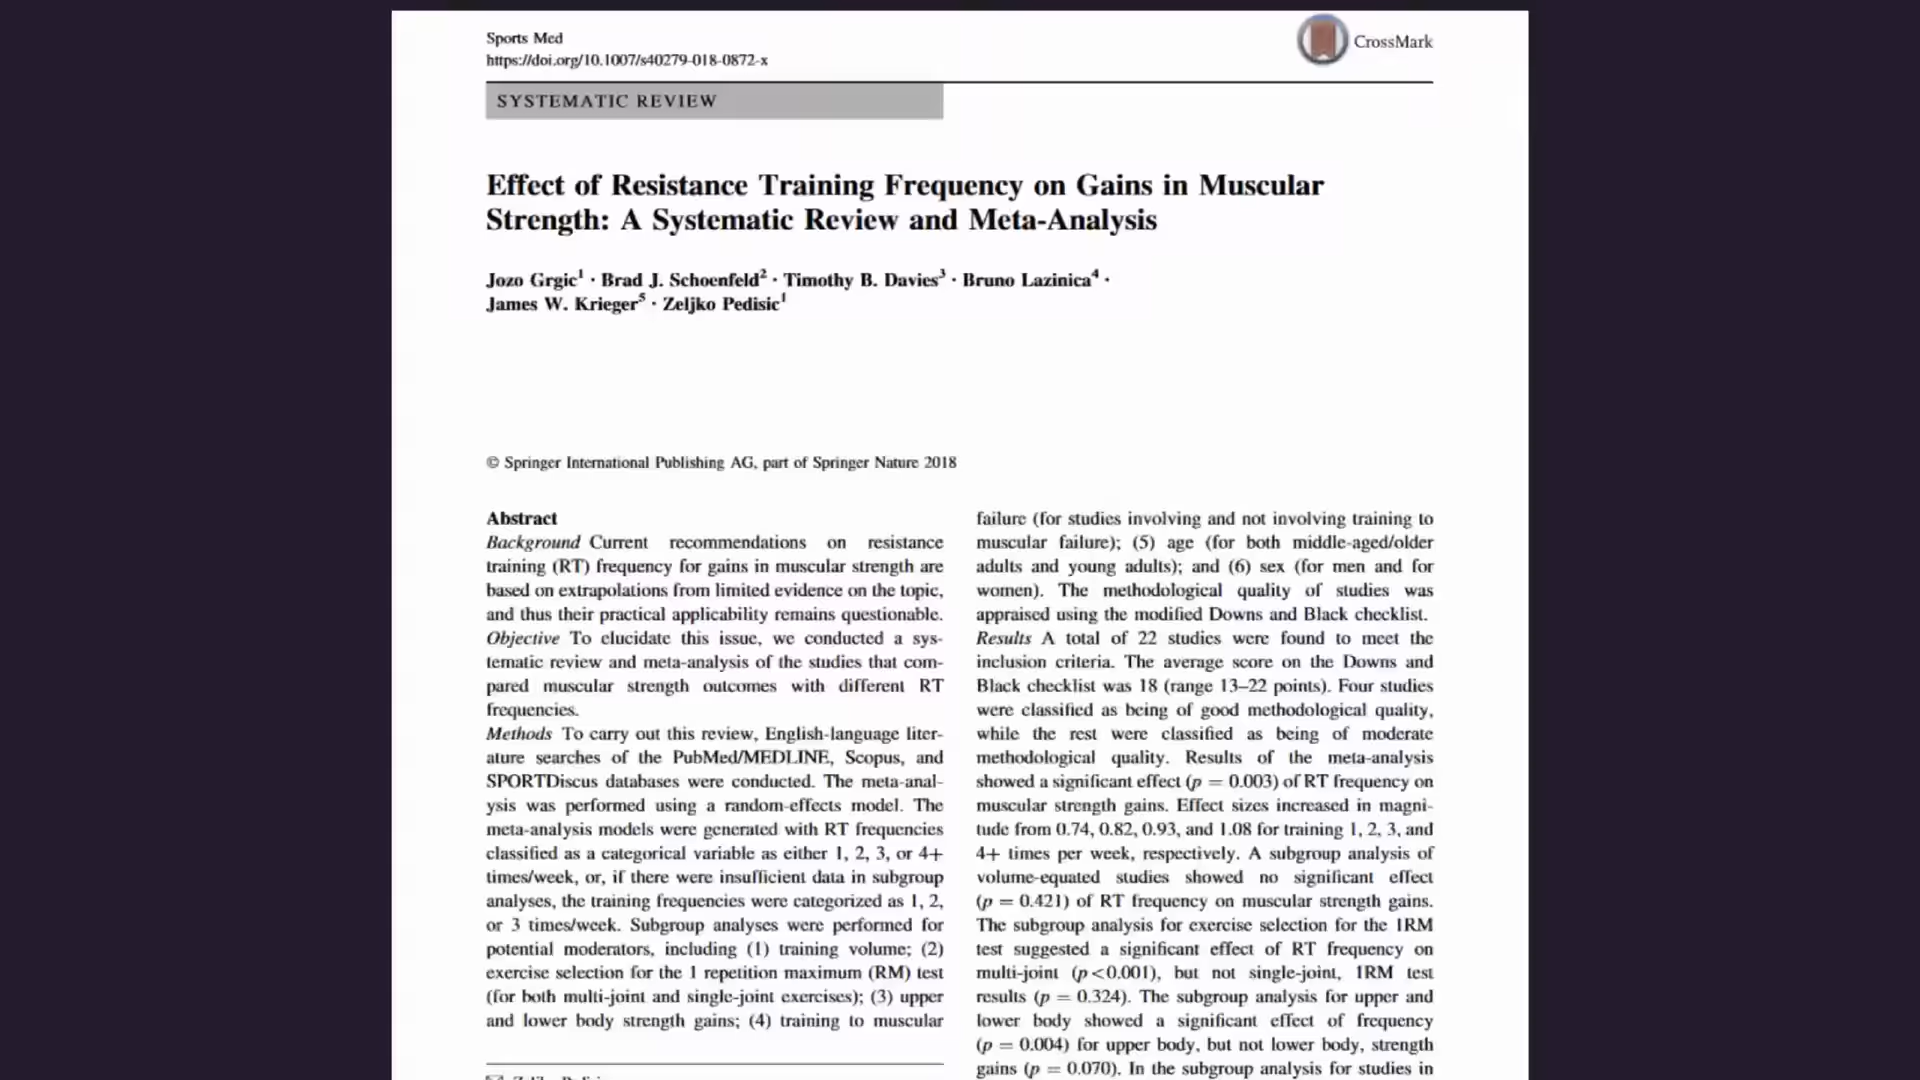 Sports Med
https://doi.org/10.1007/s40279-018-0872-x
CrossMark
SYSTEMATIC REVIEW
Effect of Resistance Training Frequency on Gains in Muscular
Strength: A Systematic Review and Meta-Analysis
Jozo Grgic1 · Brad J. Schoenfeld2 · Timothy B. Davies3 · Bruno Lazinica4 ·
James W. Krieger5 · Zeljko Pedisic1
© Springer International Publishing AG, part of Springer Nature 2018
Abstract
Background Current recommendations on resistance
training (RT) frequency for gains in muscular strength are
based on extrapolations from limited evidence on the topic,
and thus their practical applicability remains questionable.
Objective To elucidate this issue, we conducted a sys-
tematic review and meta-analysis of the studies that com-
pared muscular strength outcomes with different RT
frequencies.
Methods To carry out this review, English-language liter-
ature searches of the PubMed/MEDLINE, Scopus, and
SPORTDiscus databases were conducted. The meta-anal-
ysis was performed using a random-effects model. The
meta-analysis models were generated with RT frequencies
classified as a categorical variable as either 1, 2, 3, or 4+
times/week, or, if there were insufficient data in subgroup
analyses, the training frequencies were categorized as 1, 2,
or 3 times/week. Subgroup analyses were performed for
potential moderators, including (1) training volume; (2)
exercise selection for the 1 repetition maximum (RM) test
(for both multi-joint and single-joint exercises); (3) upper
and lower body strength gains; (4) training to muscular
failure (for studies involving and not involving training to
muscular failure); (5) age (for both middle-aged/older
adults and young adults); and (6) sex (for men and for
women). The methodological quality of studies was
appraised using the modified Downs and Black checklist.
Results A total of 22 studies were found to meet the
inclusion criteria. The average score on the Downs and
Black checklist was 18 (range 13–22 points). Four studies
were classified as being of good methodological quality,
while the rest were classified as being of moderate
methodological quality. Results of the meta-analysis
showed a significant effect (p = 0.003) of RT frequency on
muscular strength gains. Effect sizes increased in magni-
tude from 0.74, 0.82, 0.93, and 1.08 for training 1, 2, 3, and
4+ times per week, respectively. A subgroup analysis of
volume-equated studies showed no significant effect
(p = 0.421) of RT frequency on muscular strength gains.
The subgroup analysis for exercise selection for the 1RM
test suggested a significant effect of RT frequency on
multi-joint (p<0.001), but not single-joint, 1RM test
results (p = 0.324). The subgroup analysis for upper and
lower body showed a significant effect of frequency
(p = 0.004) for upper body, but not lower body, strength
gains (p = 0.070). In the subgroup analysis for studies in